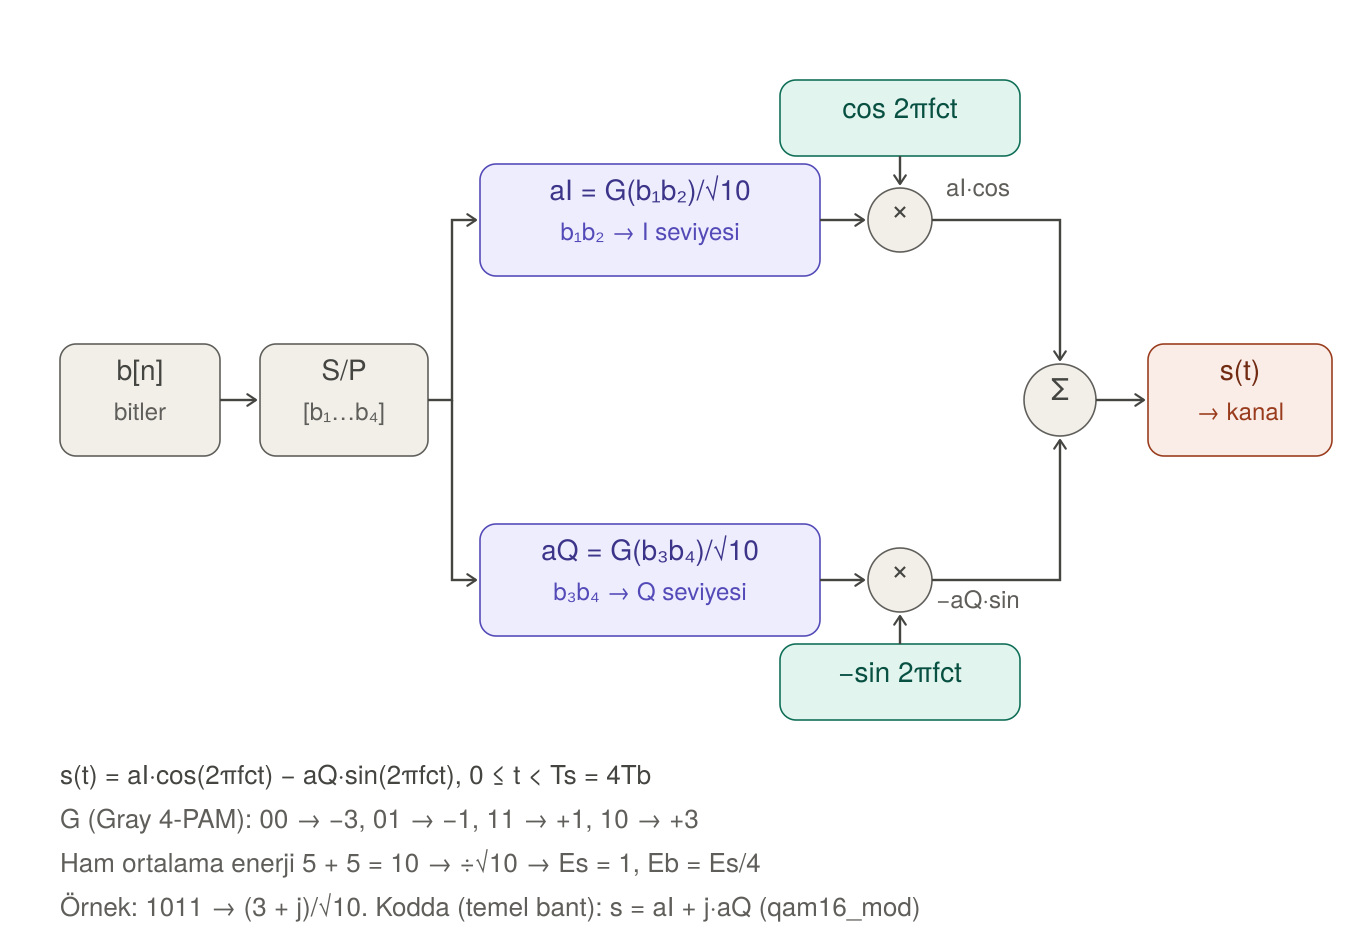 cos 2πfct
aI = G(b₁b₂)/√10
b₁b₂ → I seviyesi
×
aI·cos
b[n]
bitler
S/P
[b₁…b₄]
Σ
s(t)
→ kanal
aQ = G(b₃b₄)/√10
b₃b₄ → Q seviyesi
×
−aQ·sin
−sin 2πfct
s(t) = aI·cos(2πfct) − aQ·sin(2πfct), 0 ≤ t < Ts = 4Tb
G (Gray 4-PAM): 00 → −3, 01 → −1, 11 → +1, 10 → +3
Ham ortalama enerji 5 + 5 = 10 → ÷√10 → Es = 1, Eb = Es/4
Örnek: 1011 → (3 + j)/√10. Kodda (temel bant): s = aI + j·aQ (qam16_mod)